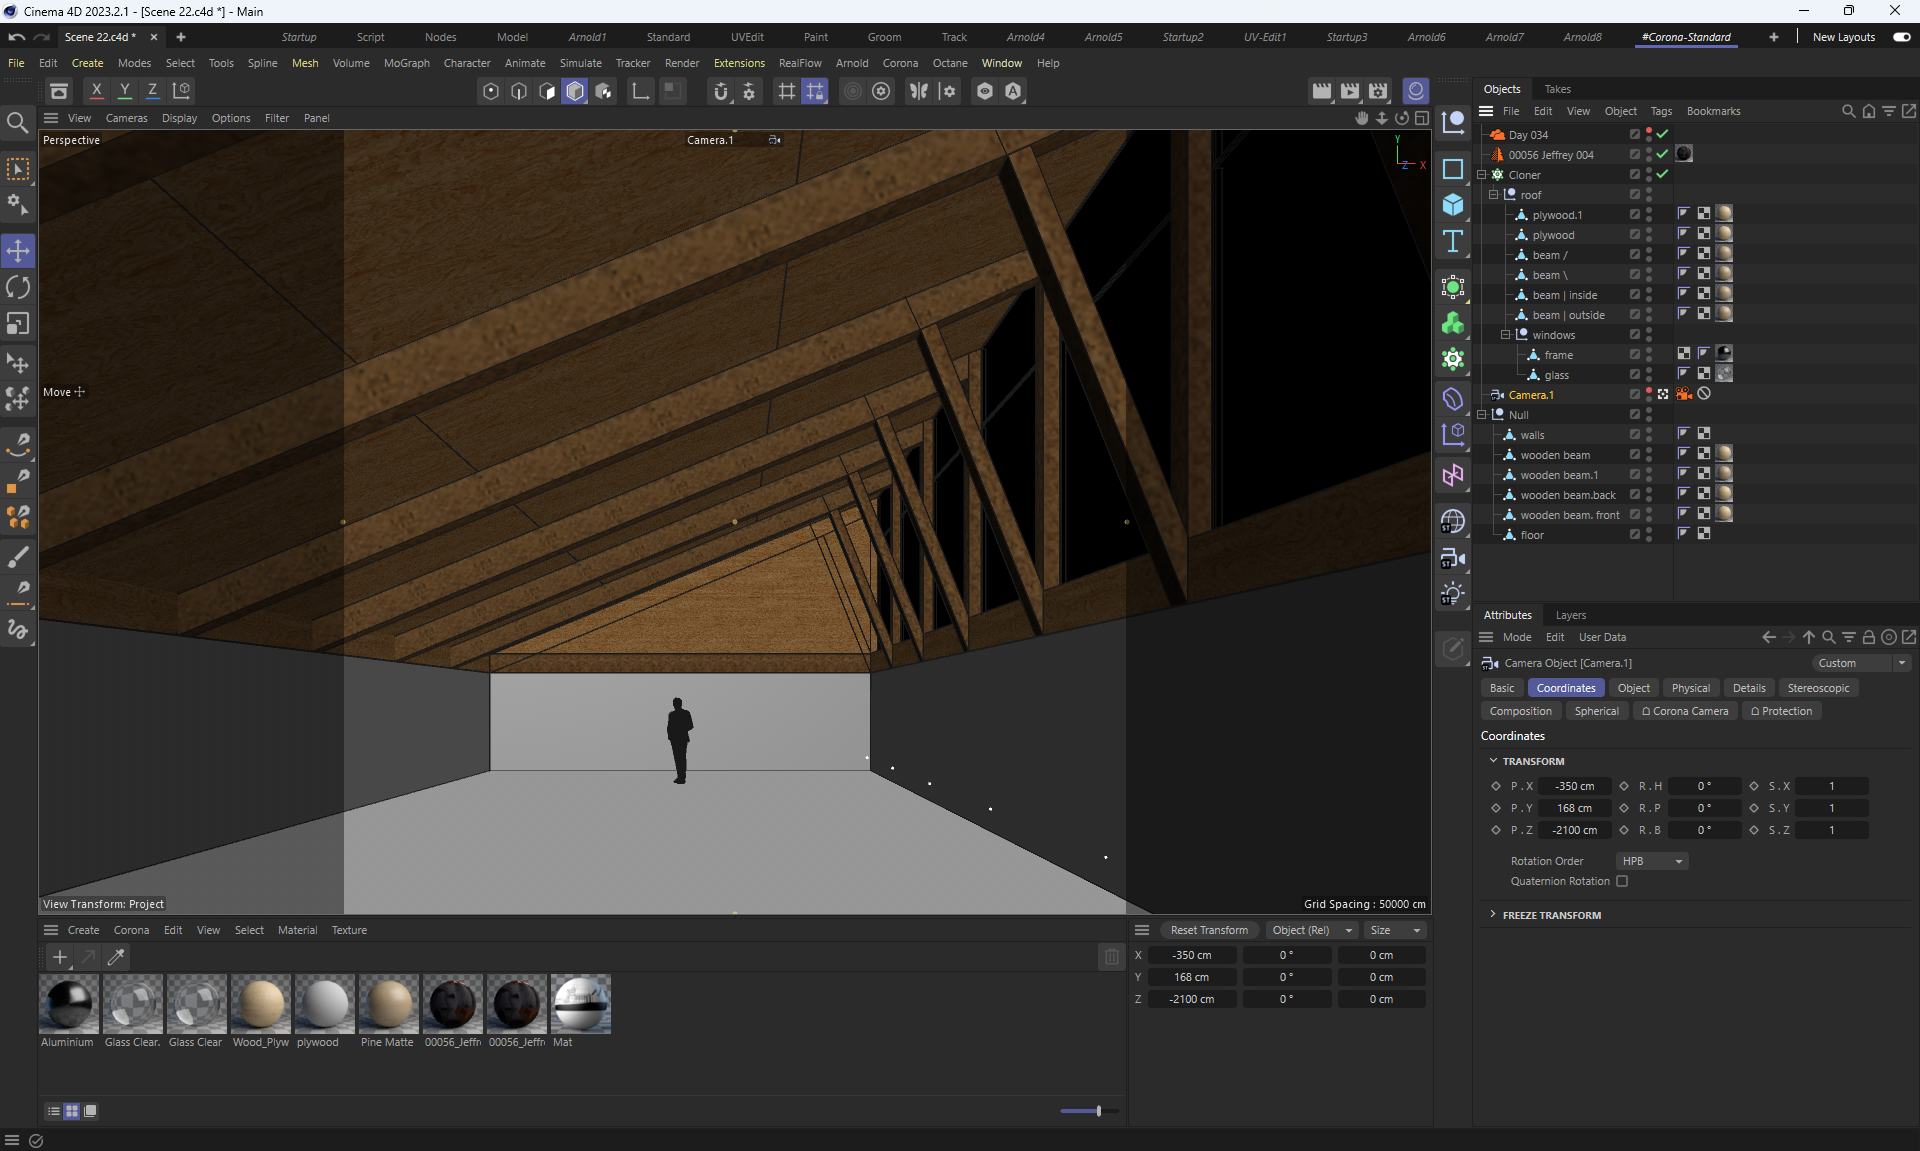 Cinema 4D 2023.2.1 - [Scene 22.c4d *] - Main
Scene 22.c4d * × + Startup Script Nodes Model Arnold1 Standard UVEdit Paint Groom Track Arnold4 Arnold5 Startup2 UV-Edit1 Startup3 Arnold6 Arnold7 Arnold8 #Corona-Standard + New Layouts
File Edit Create Modes Select Tools Spline Mesh Volume MoGraph Character Animate Simulate Tracker Render Extensions RealFlow Arnold Corona Octane Window Help
X Y Z
View Cameras Display Options Filter Panel
Perspective
Camera.1
Y
Z X
Move
View Transform: Project
Grid Spacing : 50000 cm
Objects Takes
File Edit View Object Tags Bookmarks
Day 034
00056 Jeffrey 004
Cloner
roof
plywood.1
plywood
beam /
beam \
beam | inside
beam | outside
windows
frame
glass
Camera.1
Null
walls
wooden beam
wooden beam.1
wooden beam.back
wooden beam. front
floor
ST
ST
ST
Attributes Layers
Mode Edit User Data
Camera Object [Camera.1]
Custom
Basic Coordinates Object Physical Details Stereoscopic
Composition Spherical Corona Camera Protection
Coordinates
TRANSFORM
P . X -350 cm R . H 0 ° S . X 1
P . Y 168 cm R . P 0 ° S . Y 1
P . Z -2100 cm R . B 0 ° S . Z 1
Rotation Order HPB
Quaternion Rotation
FREEZE TRANSFORM
Create Corona Edit View Select Material Texture
Aluminium Glass Clear. Glass Clear Wood_Plyw plywood Pine Matte 00056_Jeffr 00056_Jeffr Mat
Reset Transform Object (Rel) Size
X -350 cm 0 ° 0 cm
Y 168 cm 0 ° 0 cm
Z -2100 cm 0 ° 0 cm